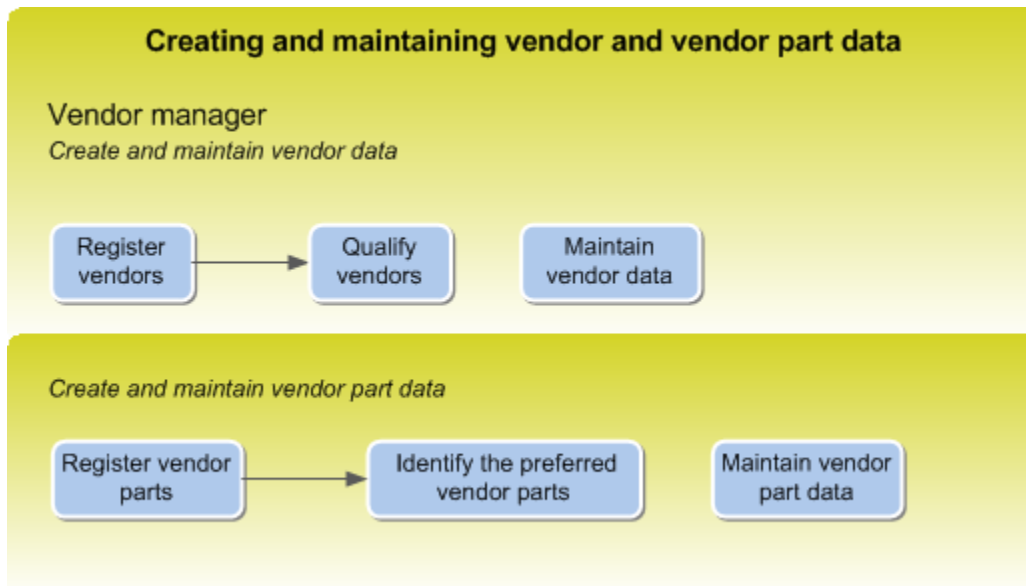 Creating and maintaining vendor and vendor part data
Vendor manager
Create and maintain vendor data
Register
vendors
Qualify
vendors
Maintain
vendor data
Create and maintain vendor part data
Register vendor
parts
Identify the preferred
vendor parts
Maintain vendor
part data